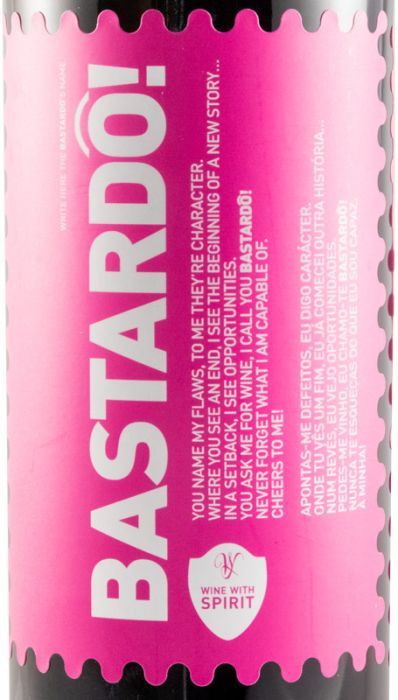 WRITE HERE THE BASTARDO'S NAME
BASTARDÔ!
YOU NAME MY FLAWS, TO ME THEY'RE CHARACTER.
WHERE YOU SEE AN END, I SEE THE BEGINNING OF A NEW STORY...
IN A SETBACK, I SEE OPPORTUNITIES.
YOU ASK ME FOR WINE, I CALL YOU BASTARDÔ!
NEVER FORGET WHAT I AM CAPABLE OF.
CHEERS TO ME!
APONTAS-ME DEFEITOS, EU DIGO CARÁCTER.
ONDE TU VÊS UM FIM, EU JÁ COMECEI OUTRA HISTÓRIA...
NUM REVÉS, EU VEJO OPORTUNIDADES.
PEDES-ME VINHO, EU CHAMO-TE BASTARDÔ!
NUNCA TE ESQUEÇAS DO QUE EU SOU CAPAZ.
À MINHA!
WINE WITH
SPIRIT